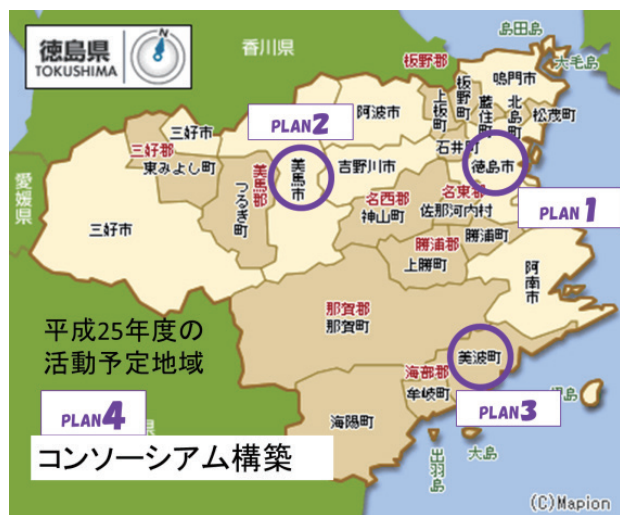 徳島県
TOKUSHIMA
N
香川県
島田島
大毛島
板野郡
鳴門市
板野町
上板町
藍住町
北島町
松茂町
阿波市
三好市
PLAN2
石井町
三好郡
東みよし町
美馬郡
つるぎ町
美馬市
吉野川市
徳島市
愛媛県
名西郡
神山町
名東郡
佐那河内村
PLAN 1
三好市
勝浦郡
勝浦町
上勝町
阿南市
那賀郡
那賀町
平成25年度の
活動予定地域
美波町
海部郡
牟岐町
島
PLAN4
県
PLAN3
海陽町
コンソーシアム構築
出羽島
大島
(C)Mapion